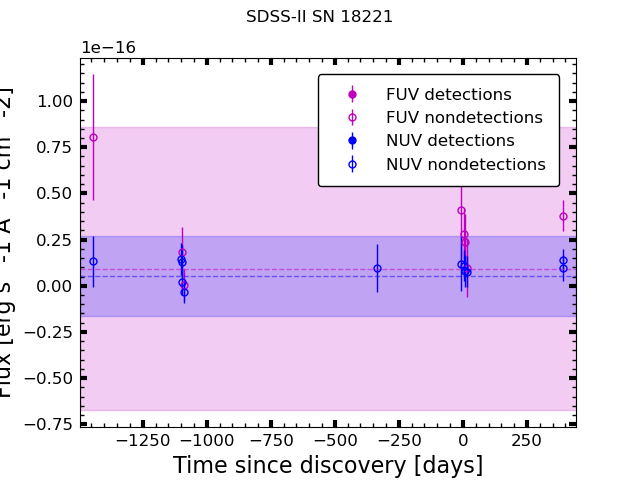 SDSS-II SN 18221
1e−16
FUV detections
FUV nondetections
NUV detections
NUV nondetections
1.00
0.75
0.50
0.25
0.00
−0.25
−0.50
−0.75
Flux [erg s -1 A -1 cm -2]
−1250 −1000 −750 −500 −250 0 250
Time since discovery [days]